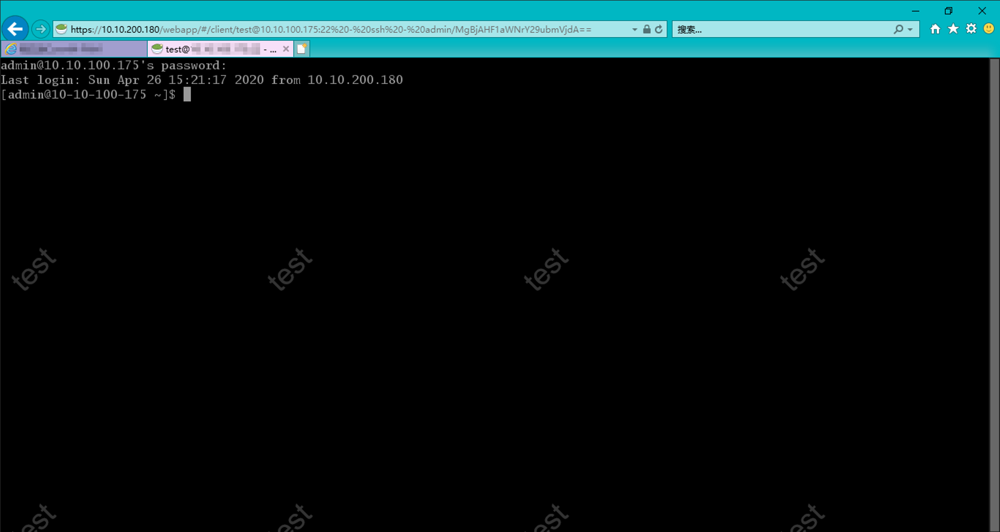 https://10.10.200.180/webapp/#/client/test@10.10.100.175:22%20-%20ssh%20-%20admin/MgBjAHF1aWNrY29ubmVjdA==
搜索...
test@ - ...
admin@10.10.100.175's password:
Last login: Sun Apr 26 15:21:17 2020 from 10.10.200.180
[admin@10-10-100-175 ~]$
test test test test
test test test test